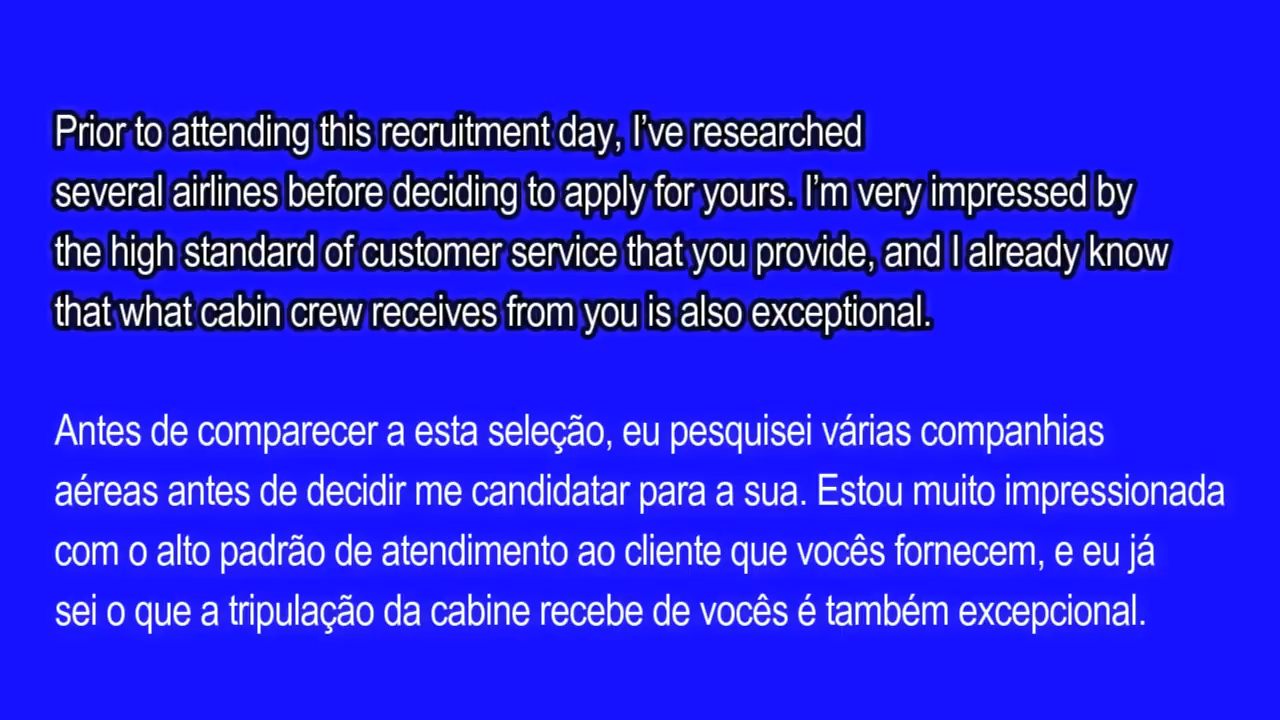 Prior to attending this recruitment day, I’ve researched
several airlines before deciding to apply for yours. I’m very impressed by
the high standard of customer service that you provide, and I already know
that what cabin crew receives from you is also exceptional.
Antes de comparecer a esta seleção, eu pesquisei várias companhias
aéreas antes de decidir me candidatar para a sua. Estou muito impressionada
com o alto padrão de atendimento ao cliente que vocês fornecem, e eu já
sei o que a tripulação da cabine recebe de vocês é também excepcional.